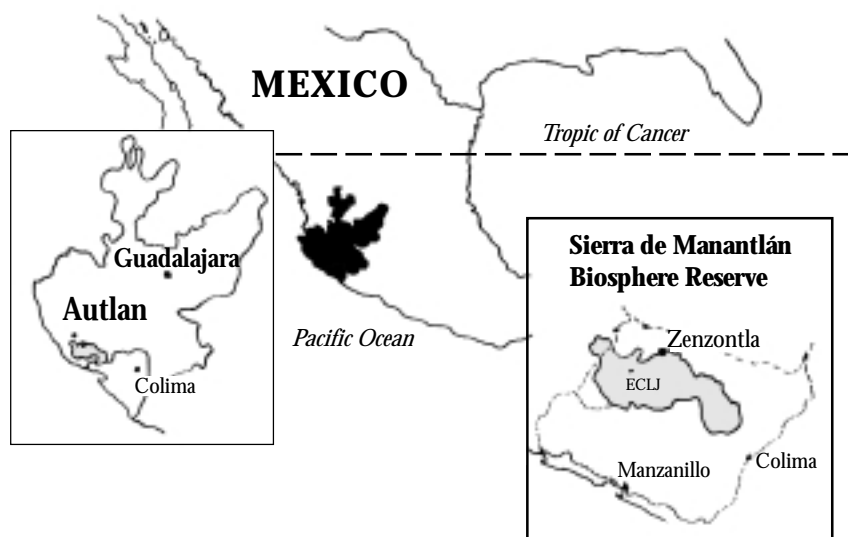 MEXICO
Tropic of Cancer
Guadalajara
Autlan
Colima
Pacific Ocean
Sierra de Manantlán
Biosphere Reserve
Zenzontla
ECLJ
Manzanillo
Colima